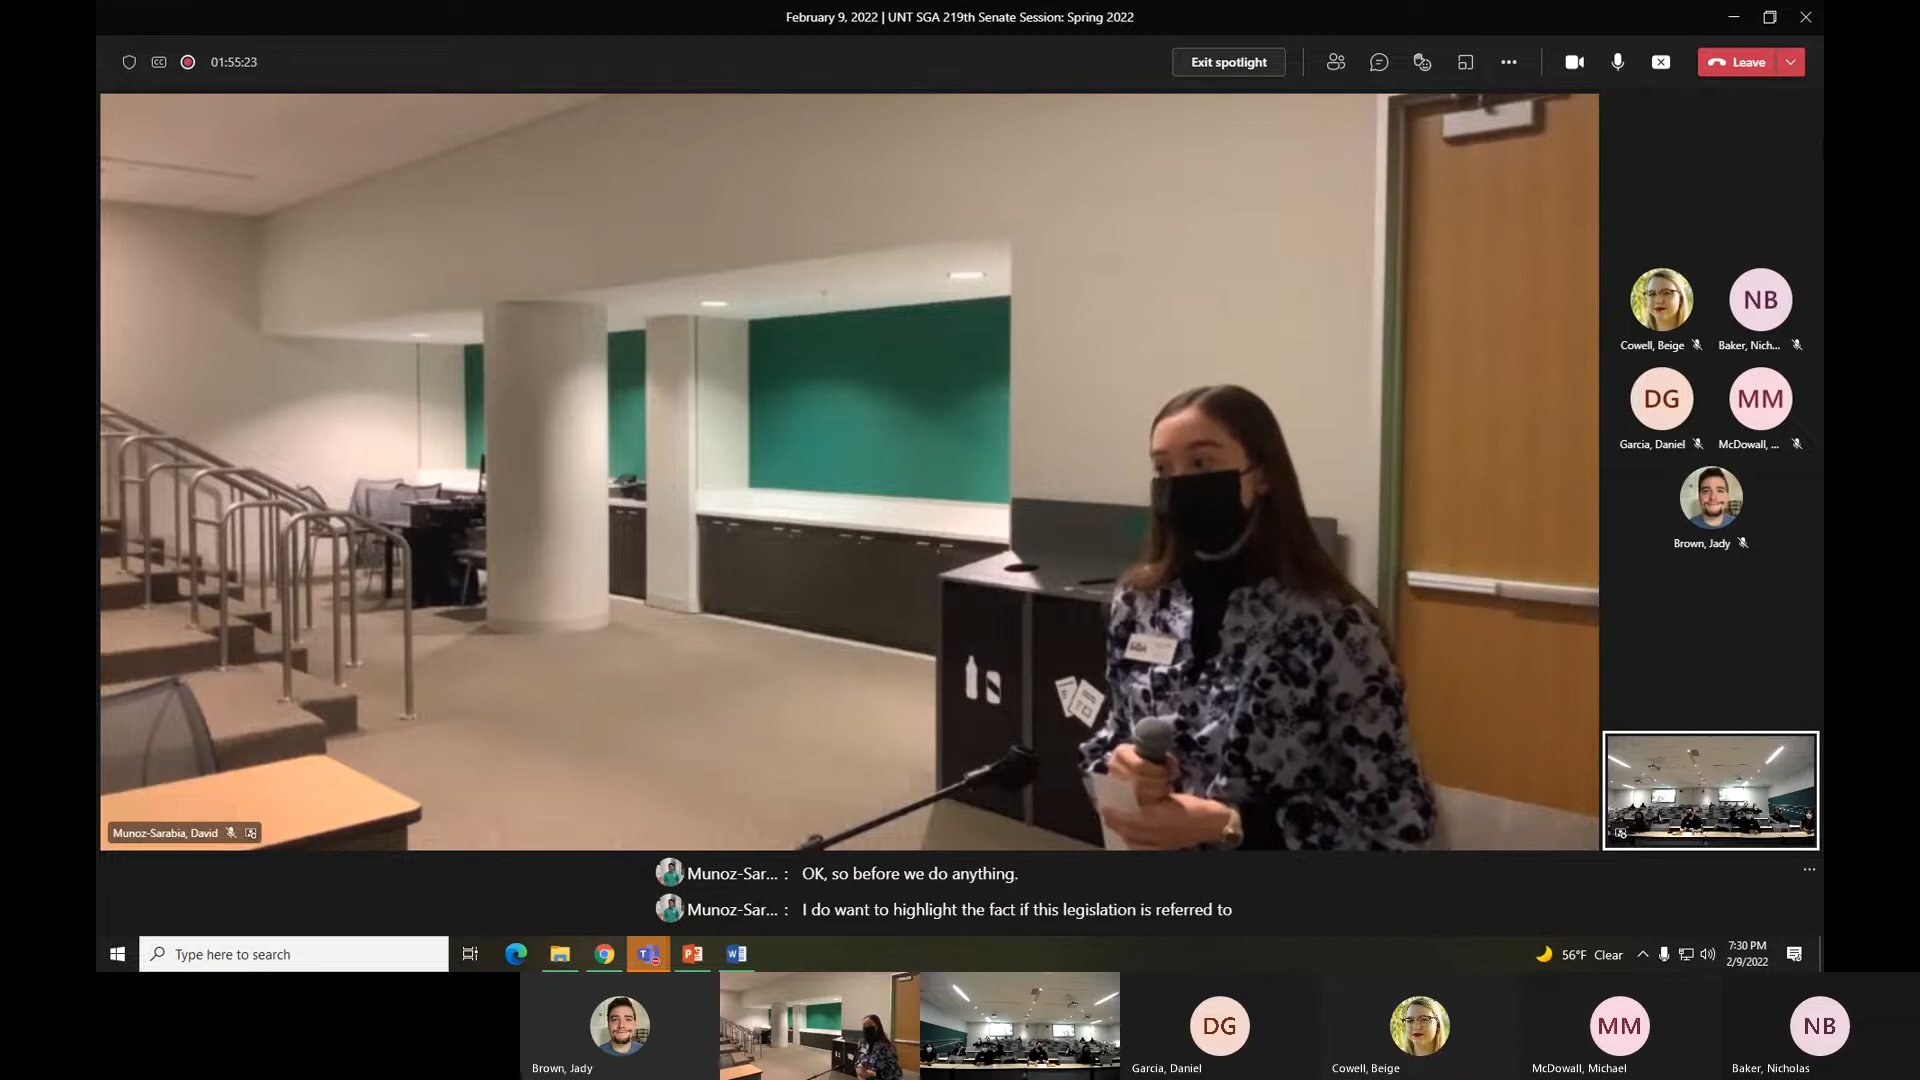 February 9, 2022 | UNT SGA 219th Senate Session: Spring 2022
CC
01:55:23
Exit spotlight
Leave
Cowell, Beige
NB
Baker, Nich...
DG
Garcia, Daniel
MM
McDowall, ...
Brown, Jady
SGA
Munoz-Sarabia, David
Munoz-Sar... : OK, so before we do anything.
Munoz-Sar... : I do want to highlight the fact if this legislation is referred to
Type here to search
56°F Clear
7:30 PM
2/9/2022
Brown, Jady
DG
Garcia, Daniel
Cowell, Beige
MM
McDowall, Michael
NB
Baker, Nicholas